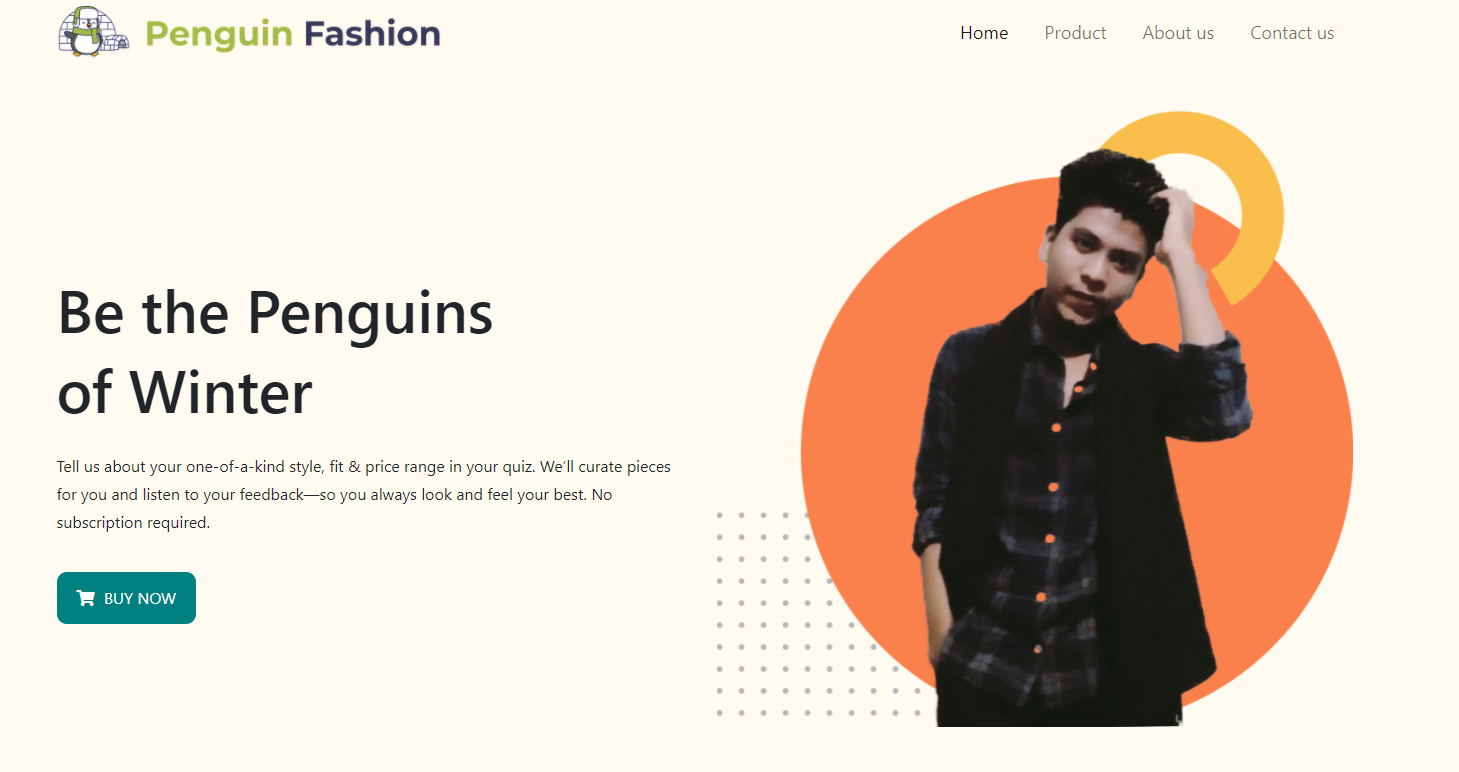 Penguin Fashion
Home Product About us Contact us
Be the Penguins
of Winter
Tell us about your one-of-a-kind style, fit & price range in your quiz. We’ll curate pieces
for you and listen to your feedback—so you always look and feel your best. No
subscription required.
BUY NOW